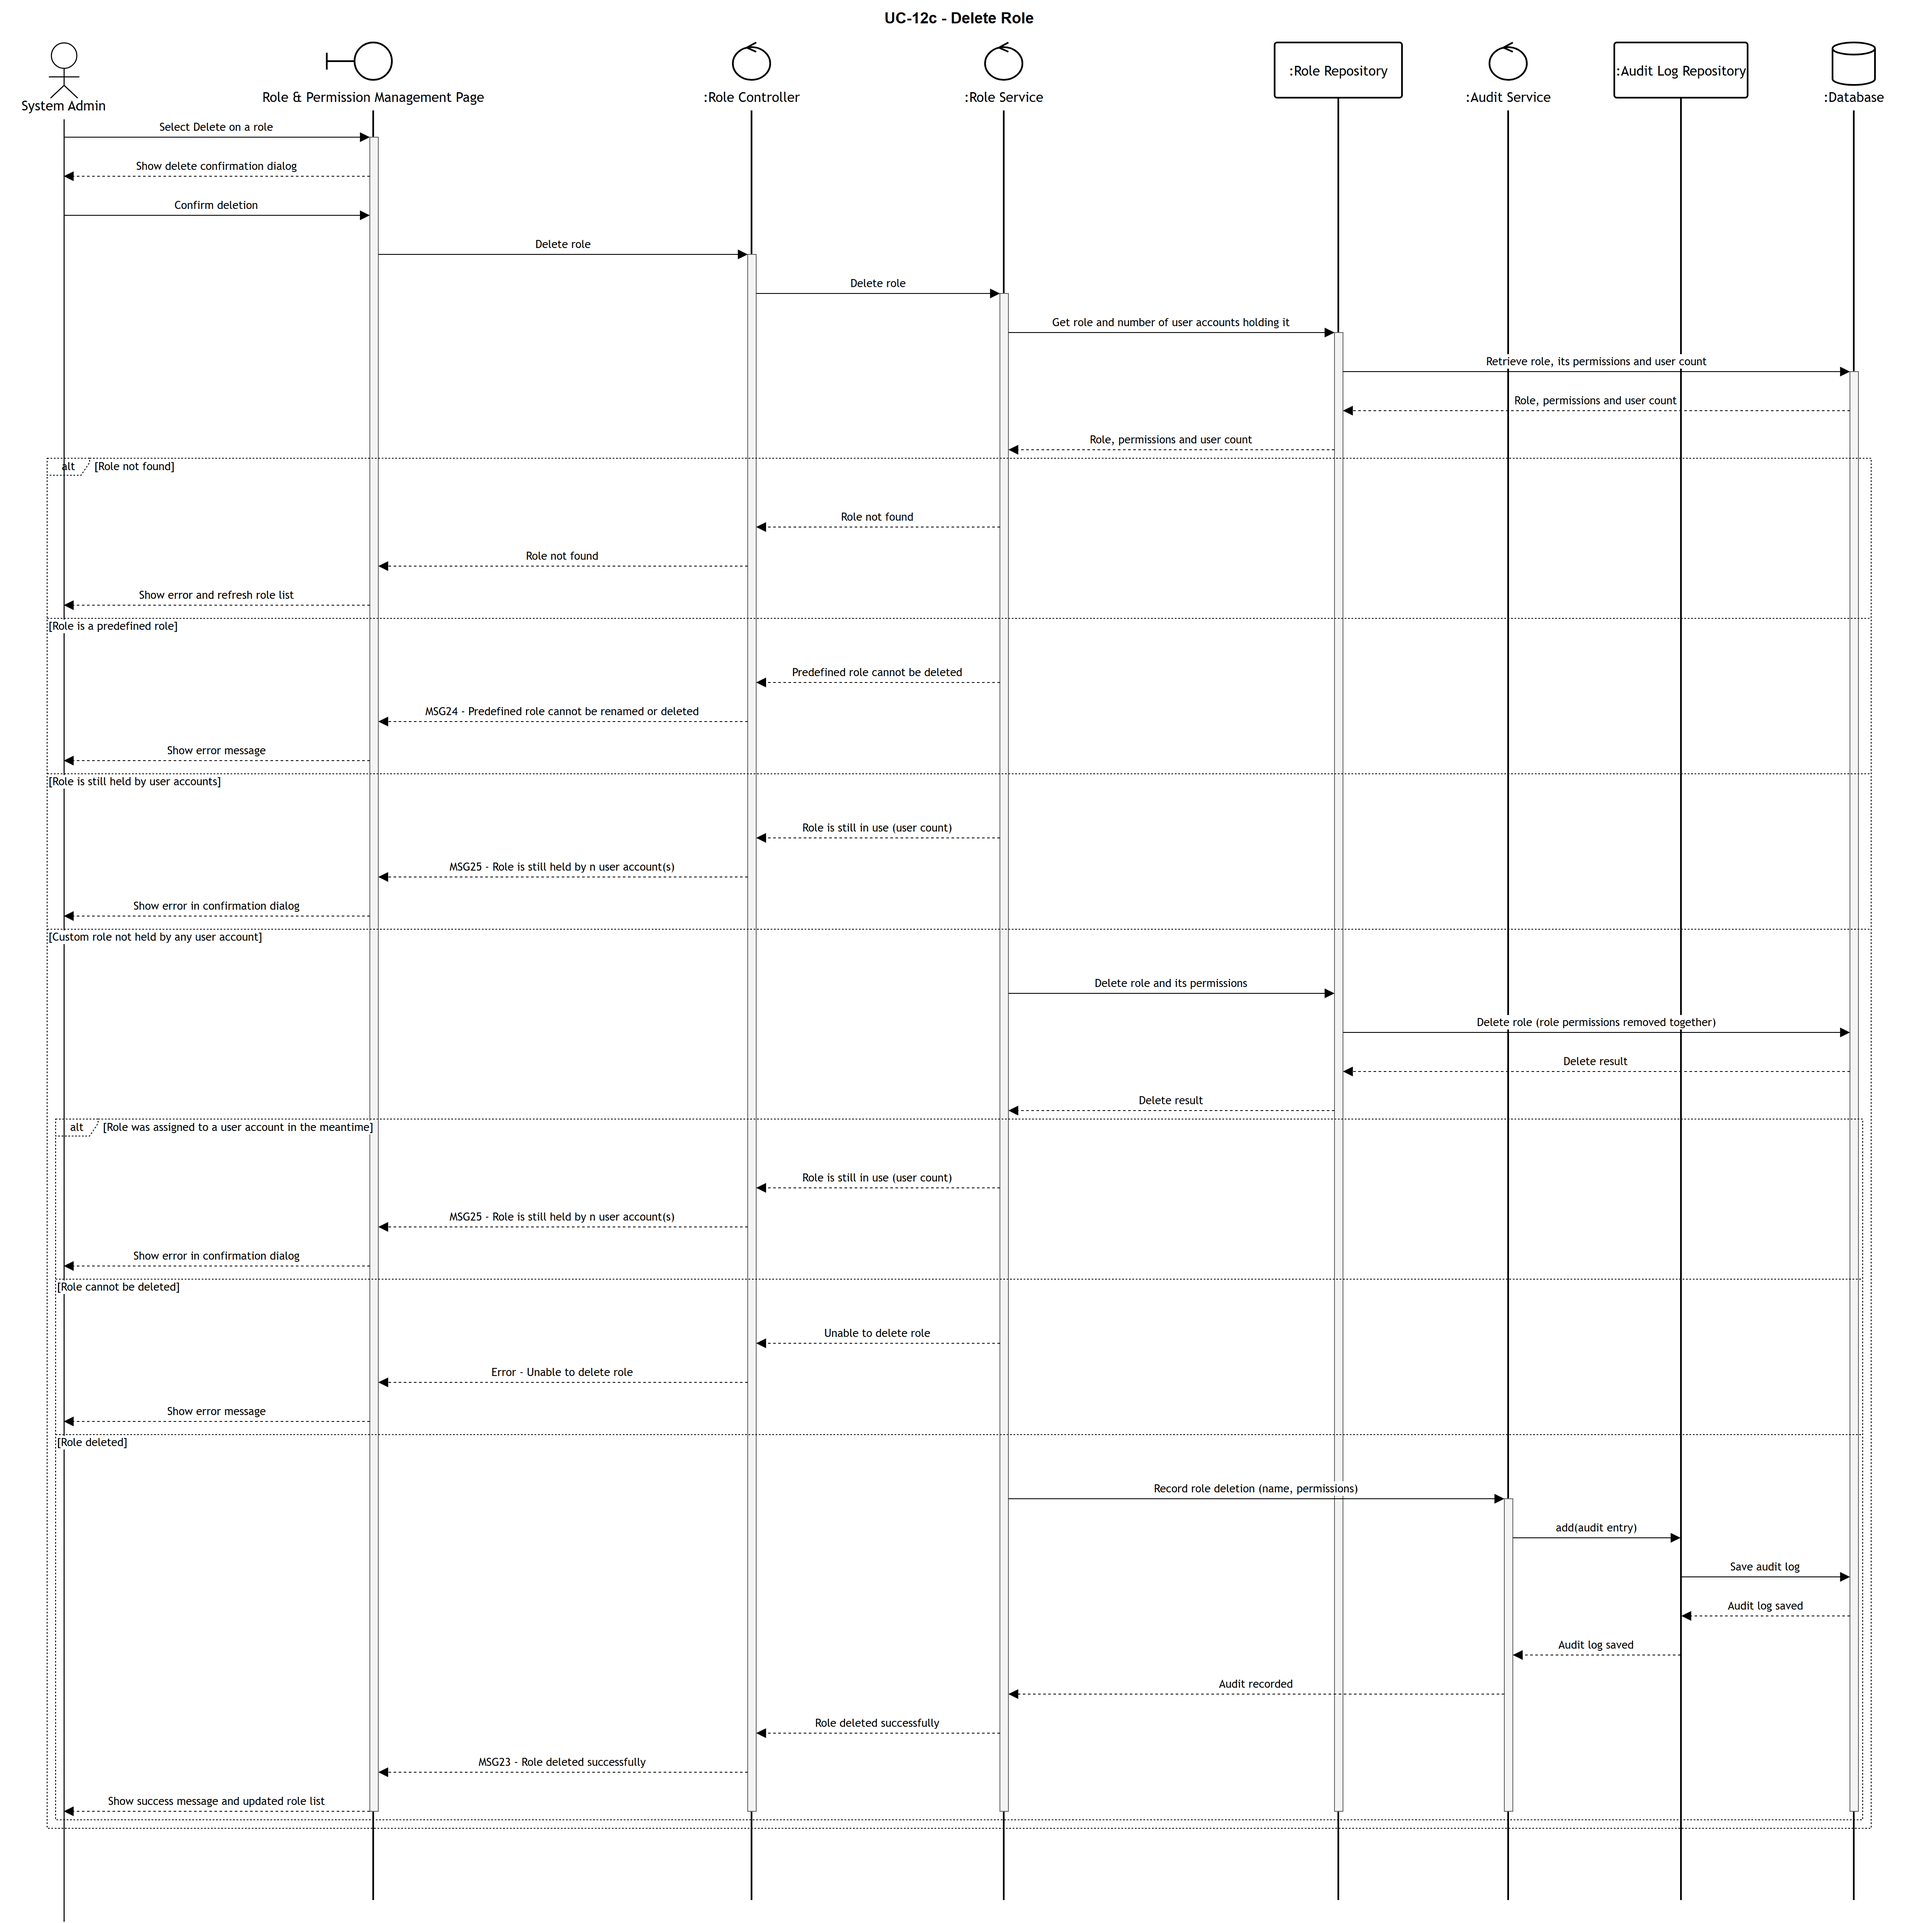 UC-12c - Delete Role
System Admin
Role & Permission Management Page
:Role Controller
:Role Service
:Role Repository
:Audit Service
:Audit Log Repository
:Database
Select Delete on a role
Show delete confirmation dialog
Confirm deletion
Delete role
Delete role
Get role and number of user accounts holding it
Retrieve role, its permissions and user count
Role, permissions and user count
Role, permissions and user count
alt [Role not found]
Role not found
Role not found
Show error and refresh role list
[Role is a predefined role]
Predefined role cannot be deleted
MSG24 - Predefined role cannot be renamed or deleted
Show error message
[Role is still held by user accounts]
Role is still in use (user count)
MSG25 - Role is still held by n user account(s)
Show error in confirmation dialog
[Custom role not held by any user account]
Delete role and its permissions
Delete role (role permissions removed together)
Delete result
Delete result
alt [Role was assigned to a user account in the meantime]
Role is still in use (user count)
MSG25 - Role is still held by n user account(s)
Show error in confirmation dialog
[Role cannot be deleted]
Unable to delete role
Error - Unable to delete role
Show error message
[Role deleted]
Record role deletion (name, permissions)
add(audit entry)
Save audit log
Audit log saved
Audit log saved
Audit recorded
Role deleted successfully
MSG23 - Role deleted successfully
Show success message and updated role list